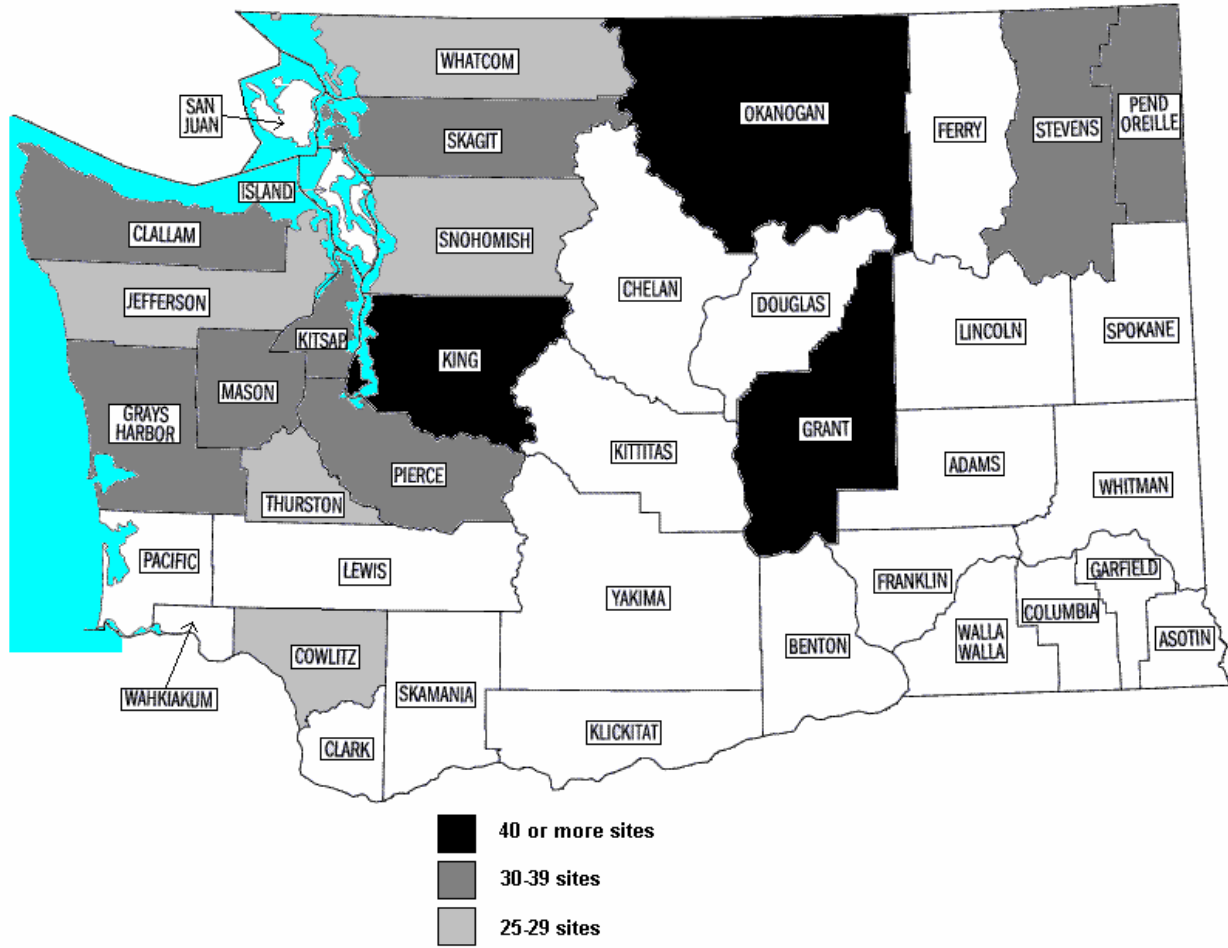 WHATCOM
OKANOGAN
PEND
OREILLE
SAN
JUAN
SKAGIT
FERRY
STEVENS
ISLAND
CLALLAM
SNOHOMISH
CHELAN
DOUGLAS
JEFFERSON
LINCOLN
SPOKANE
KITSAP
KING
MASON
GRAYS
HARBOR
GRANT
KITTITAS
ADAMS
PIERCE
WHITMAN
THURSTON
PACIFIC
LEWIS
YAKIMA
FRANKLIN
GARFIELD
COLUMBIA
WALLA
WALLA
ASOTIN
BENTON
COWLITZ
SKAMANIA
WAHKIAKUM
KLICKITAT
CLARK
40 or more sites
30-39 sites
25-29 sites